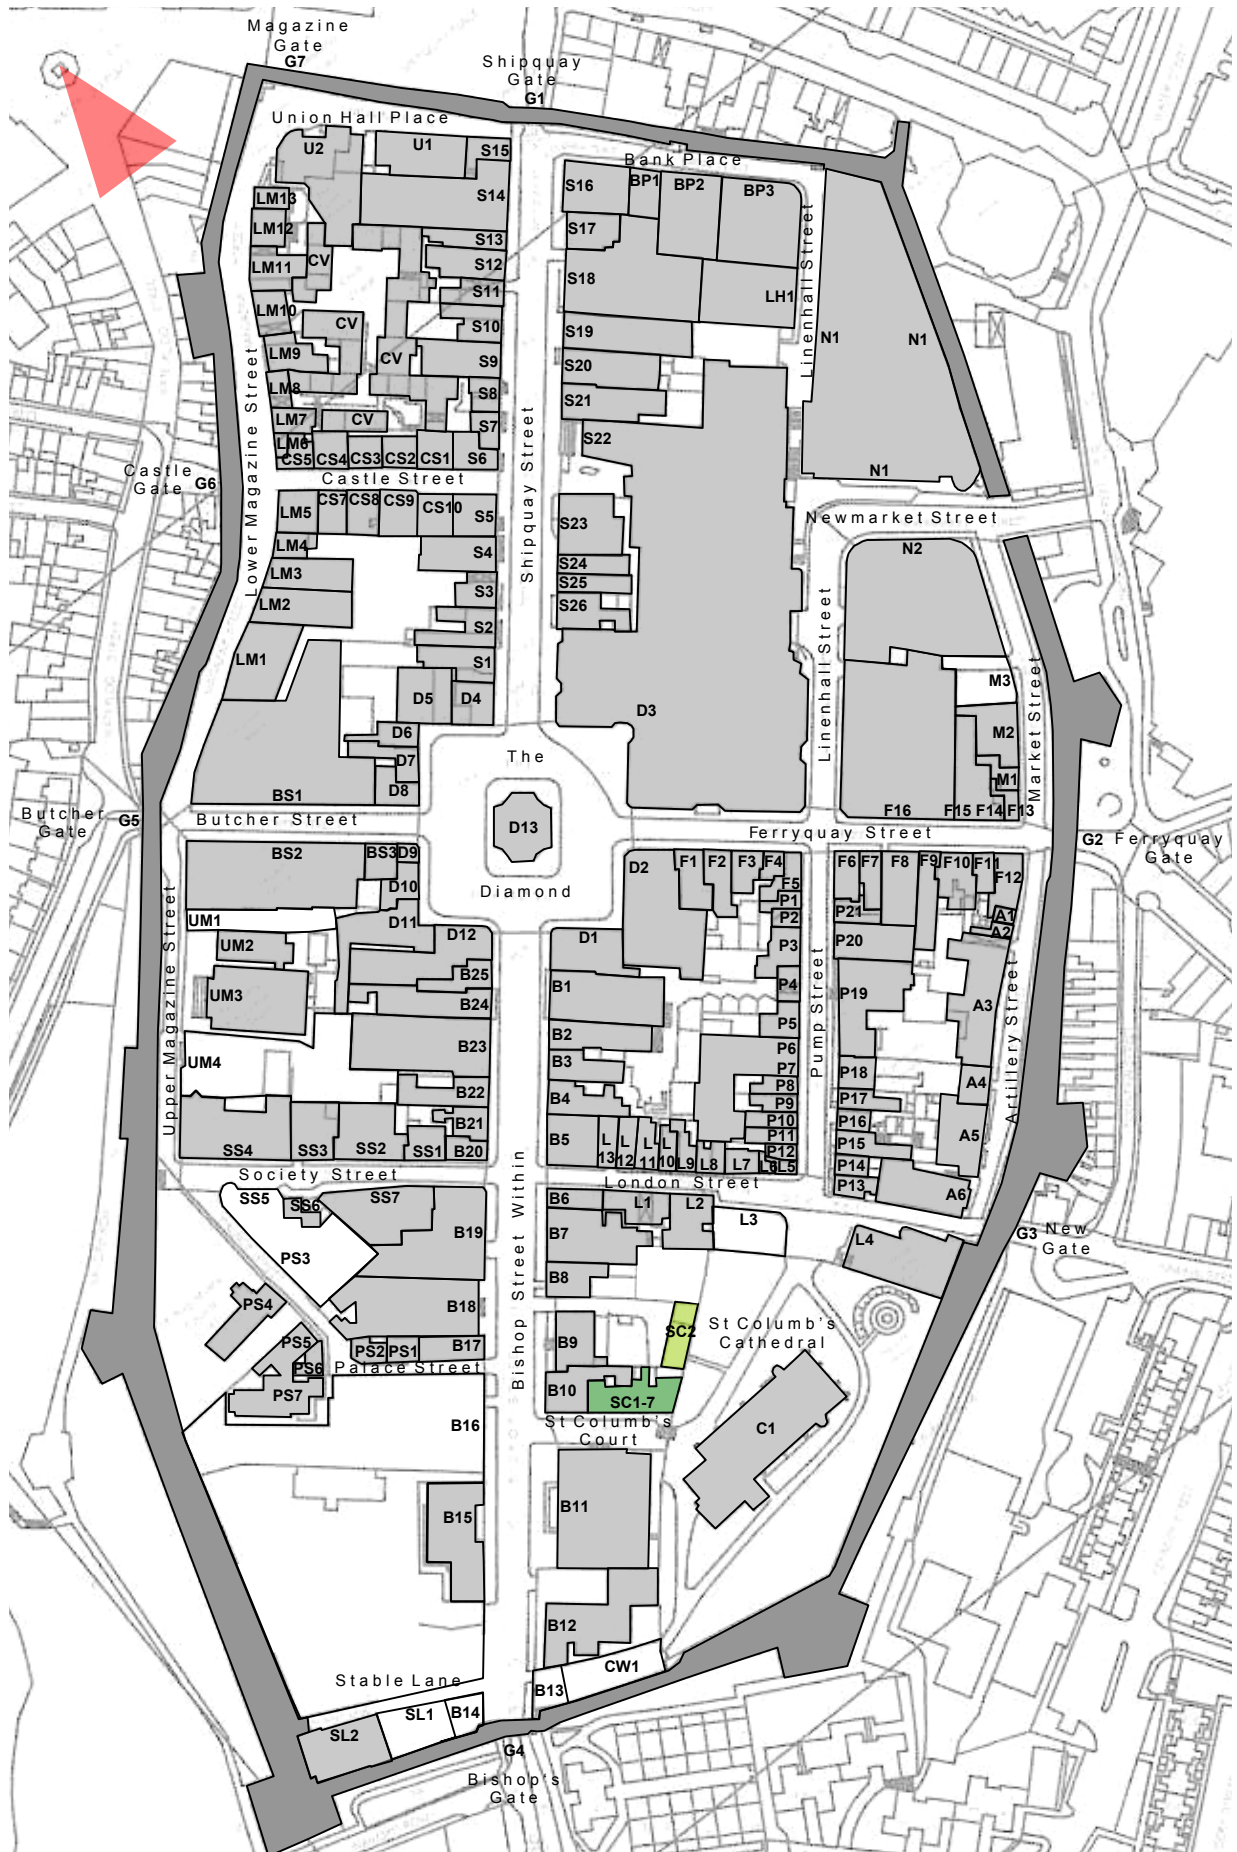 Magazine
Gate
G7
Shipquay
Gate
G1
Union Hall Place
U2
U1
S15
S14
Bank Place
S16
BP1
BP2
BP3
LM13
LM12
LM11
LM10
LM9
LM8
LM7
LM6
CV
CV
CV
CV
S13
S12
S11
S10
S9
S8
S7
S6
S17
S18
LH1
S19
S20
S21
S22
Linenhall Street
N1
N1
N1
Lower Magazine Street
Shipquay Street
CS5
CS4
CS3
CS2
CS1
Castle Street
Castle
Gate
G6
LM5
CS7
CS8
CS9
CS10
S5
LM4
S4
LM3
LM2
S3
S2
LM1
S1
S23
S24
S25
S26
Newmarket Street
N2
Linenhall Street
M3
M2
M1
Market Street
D5
D4
D6
D7
D8
D3
BS1
The
D13
Diamond
F16
F15
F14
F13
Butcher
Gate
G5
Butcher Street
Ferryquay Street
G2
Ferryquay
Gate
BS2
BS3
D9
D10
D11
D12
UM1
UM2
UM3
UM4
Upper Magazine Street
B25
B24
B23
B22
B21
B20
D2
F1
F2
F3
F4
F5
P1
P2
P3
P4
P5
P6
P7
P8
P9
P10
P11
P12
D1
B1
B2
B3
B4
B5
L
13
L
12
L
11
L
10
L9
L8
L7
L6
L5
Pump Street
F6
F7
F8
F9
F10
F11
F12
A1
A2
P21
P20
P19
A3
P18
P17
P16
P15
P14
P13
A4
A5
A6
Artillery Street
SS4
SS3
SS2
SS1
Society Street
London Street
SS5
SS6
SS7
B19
PS3
Bishop Street Within
B6
L1
L2
L3
B7
B8
L4
G3
New
Gate
PS4
B18
PS5
PS6
PS2
PS1
B17
Palace Street
PS7
B9
SC2
St Columb's
Cathedral
B10
SC1-7
St Columb's
Court
C1
B16
B15
B11
B12
Stable Lane
CW1
B13
SL2
SL1
B14
G4
Bishop's
Gate